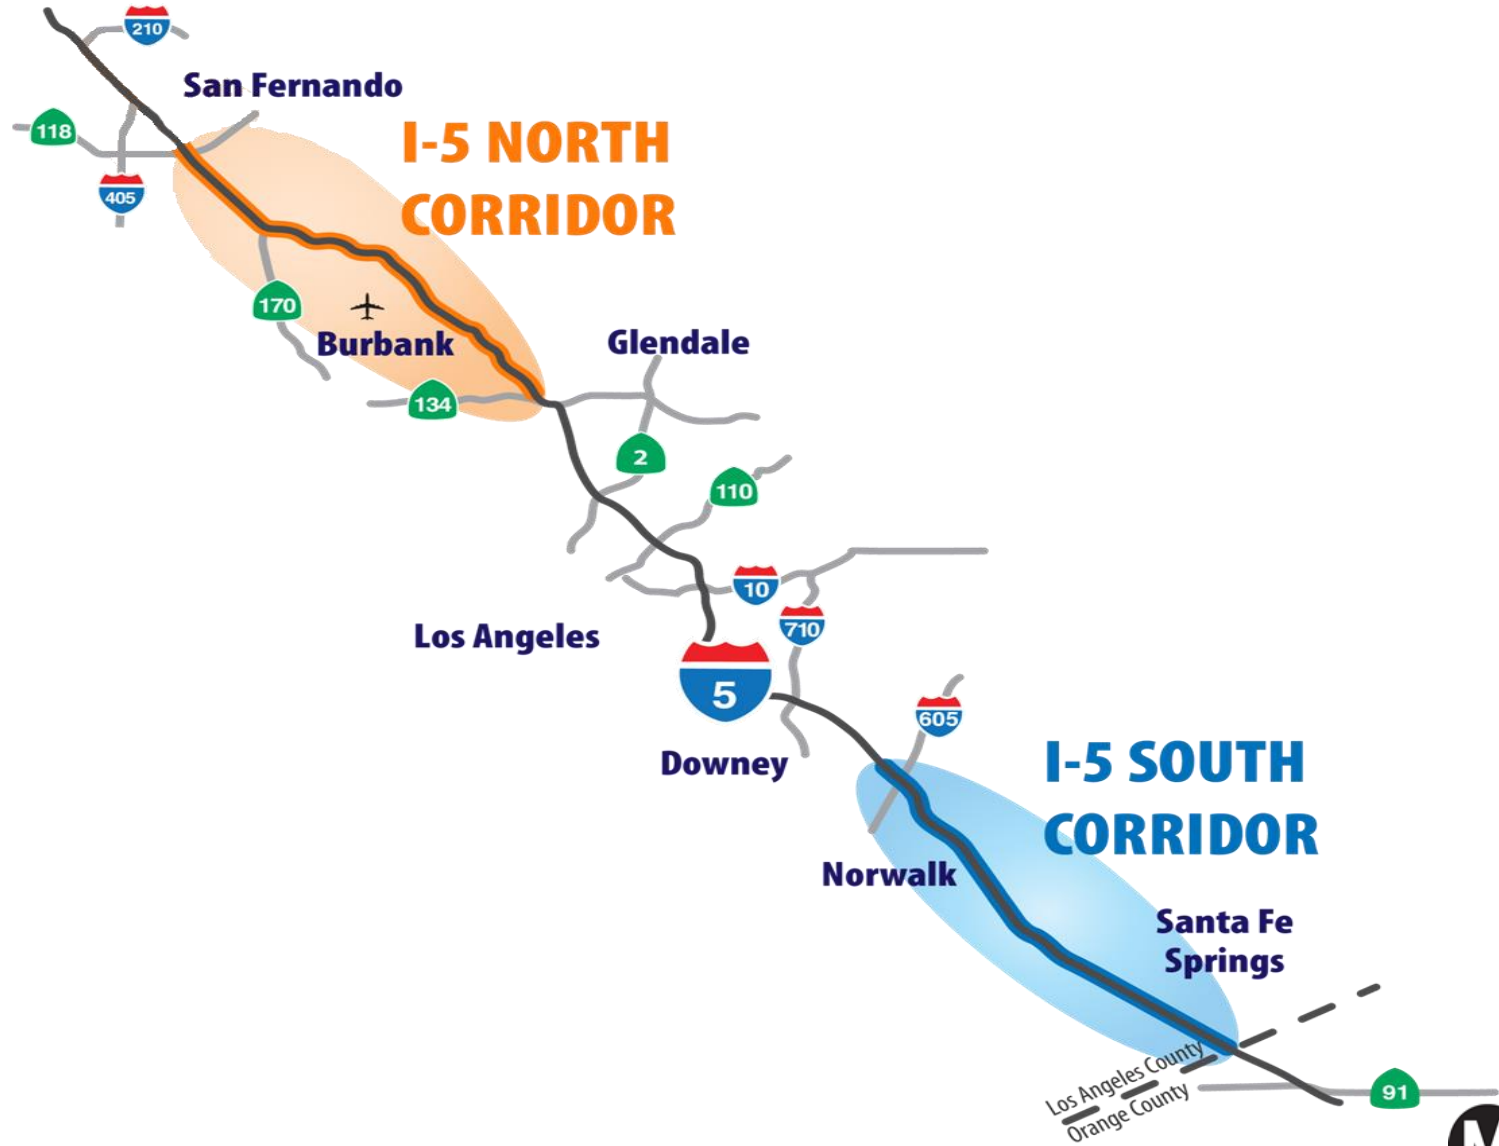 210
San Fernando
118
I-5 NORTH
CORRIDOR
405
170
Burbank
Glendale
134
2
110
10
Los Angeles
710
5
605
Downey
I-5 SOUTH
CORRIDOR
Norwalk
Santa Fe
Springs
Los Angeles County
Orange County
91
M